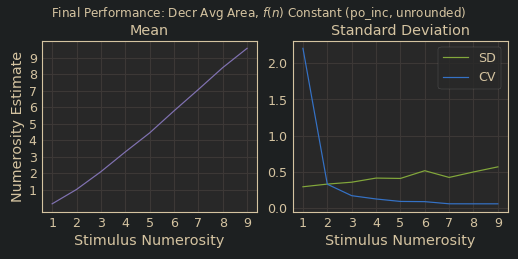 Final Performance: Decr Avg Area, f(n) Constant (po_inc, unrounded)
Mean
Numerosity Estimate
9
8
7
6
5
4
3
2
1
1 2 3 4 5 6 7 8 9
Stimulus Numerosity
Standard Deviation
SD
CV
2.0
1.5
1.0
0.5
0.0
1 2 3 4 5 6 7 8 9
Stimulus Numerosity